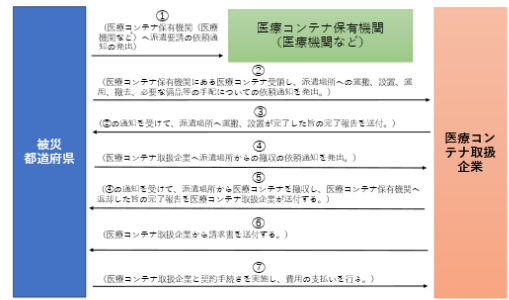 ①
（医療コンテナ保有機関（医療
機関など）へ派遣要請の依頼通
知の発出）
医療コンテナ保有機関
（医療機関など）
②
（医療コンテナ保有機関にある医療コンテナ受領し、派遣場所への運搬、設置、運
用、撤去、必要な備品等の手配についての依頼通知を発出。）
③
（②の通知を受けて、派遣場所へ運搬、設置が完了した旨の完了報告を送付。）
被災
都道府県
医療コン
テナ取扱
企業
④
（医療コンテナ取扱企業へ派遣場所からの撤収の依頼通知を発出。）
⑤
（④の通知を受けて、派遣場所から医療コンテナを撤収し、医療コンテナ保有機関へ
返却した旨の完了報告を医療コンテナ取扱企業が送付する。）
⑥
（医療コンテナ取扱企業から請求書を送付する。）
⑦
（医療コンテナ取扱企業と契約手続きを実施し、費用の支払いを行う。）